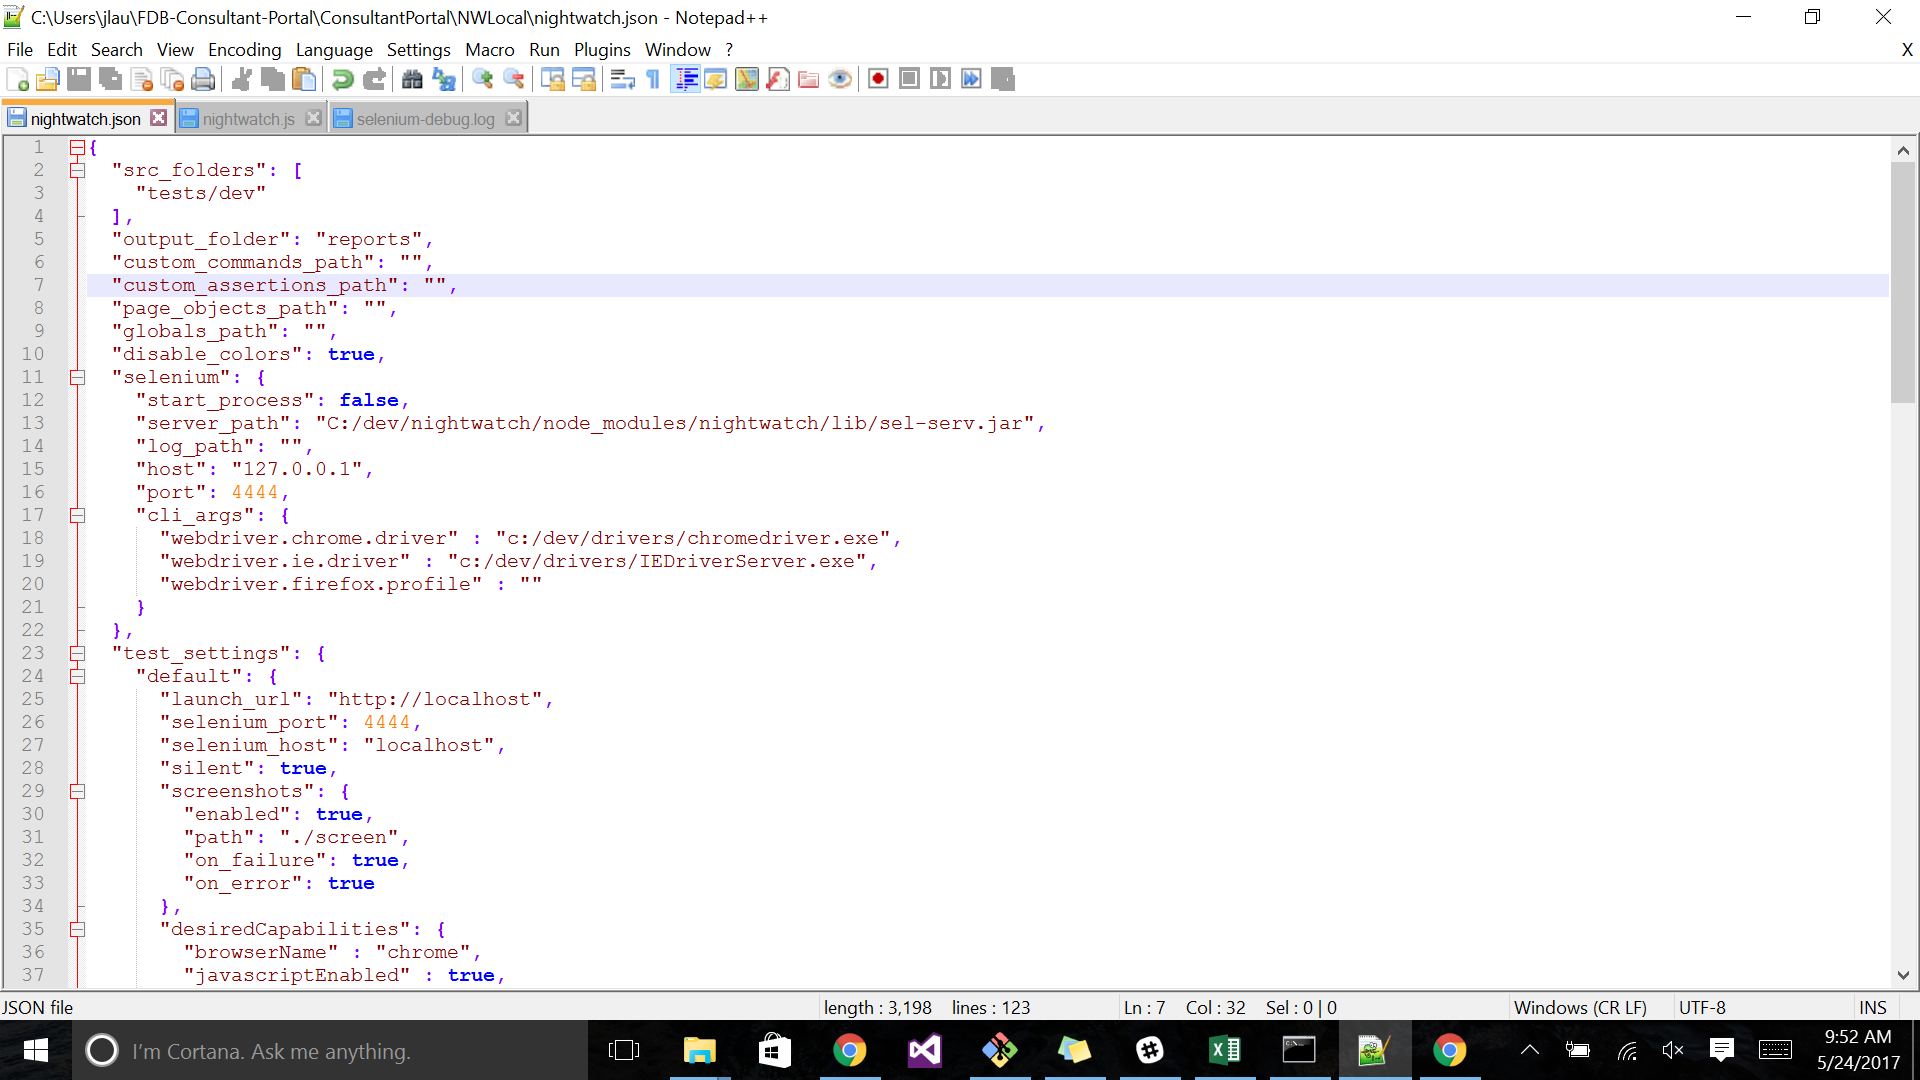 C:\Users\jlau\FDB-Consultant-Portal\ConsultantPortal\NWLocal\nightwatch.json - Notepad++
File Edit Search View Encoding Language Settings Macro Run Plugins Window ? X
nightwatch.json nightwatch.js selenium-debug.log
1 {
2 "src_folders": [
3 "tests/dev"
4 ],
5 "output_folder": "reports",
6 "custom_commands_path": "",
7 "custom_assertions_path": "",
8 "page_objects_path": "",
9 "globals_path": "",
10 "disable_colors": true,
11 "selenium": {
12 "start_process": false,
13 "server_path": "C:/dev/nightwatch/node_modules/nightwatch/lib/sel-serv.jar",
14 "log_path": "",
15 "host": "127.0.0.1",
16 "port": 4444,
17 "cli_args": {
18 "webdriver.chrome.driver" : "c:/dev/drivers/chromedriver.exe",
19 "webdriver.ie.driver" : "c:/dev/drivers/IEDriverServer.exe",
20 "webdriver.firefox.profile" : ""
21 }
22 },
23 "test_settings": {
24 "default": {
25 "launch_url": "http://localhost",
26 "selenium_port": 4444,
27 "selenium_host": "localhost",
28 "silent": true,
29 "screenshots": {
30 "enabled": true,
31 "path": "./screen",
32 "on_failure": true,
33 "on_error": true
34 },
35 "desiredCapabilities": {
36 "browserName" : "chrome",
37 "javascriptEnabled" : true,
JSON file length : 3,198 lines : 123 Ln : 7 Col : 32 Sel : 0 | 0 Windows (CR LF) UTF-8 INS
I'm Cortana. Ask me anything.
9:52 AM
5/24/2017